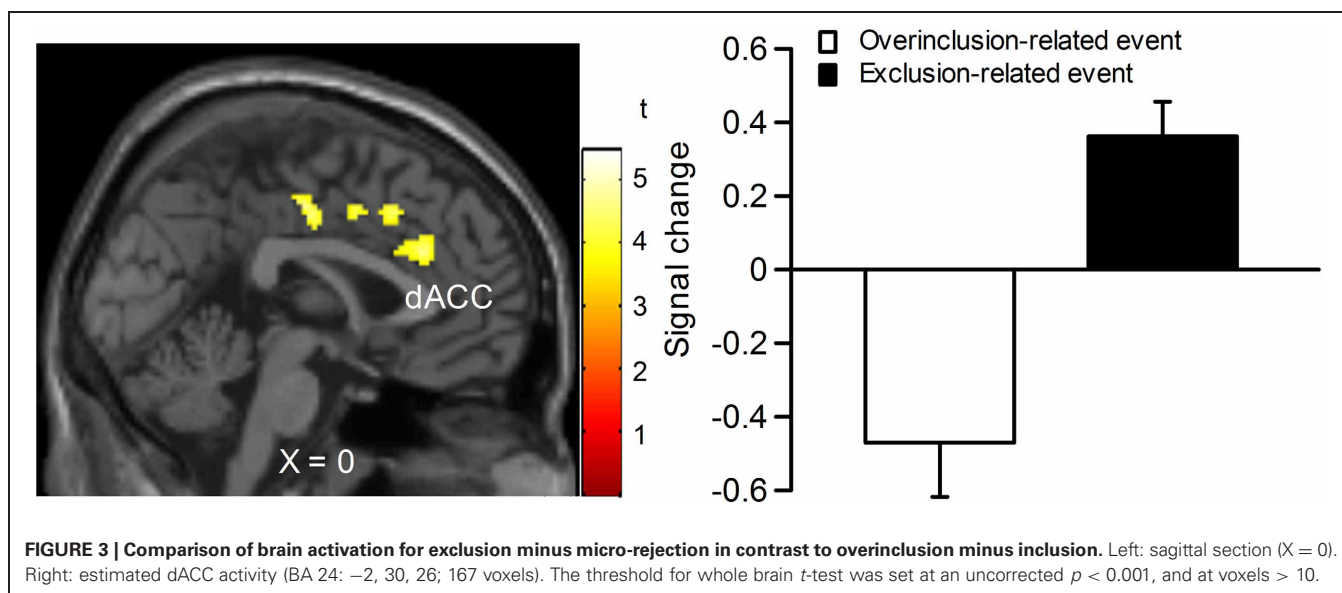 t
5
4
3
2
1
dACC
X = 0
Signal change
0.6
0.4
0.2
0
-0.2
-0.4
-0.6
Overinclusion-related event
Exclusion-related event
FIGURE 3 | Comparison of brain activation for exclusion minus micro-rejection in contrast to overinclusion minus inclusion. Left: sagittal section (X = 0).
Right: estimated dACC activity (BA 24: −2, 30, 26; 167 voxels). The threshold for whole brain t-test was set at an uncorrected p < 0.001, and at voxels > 10.